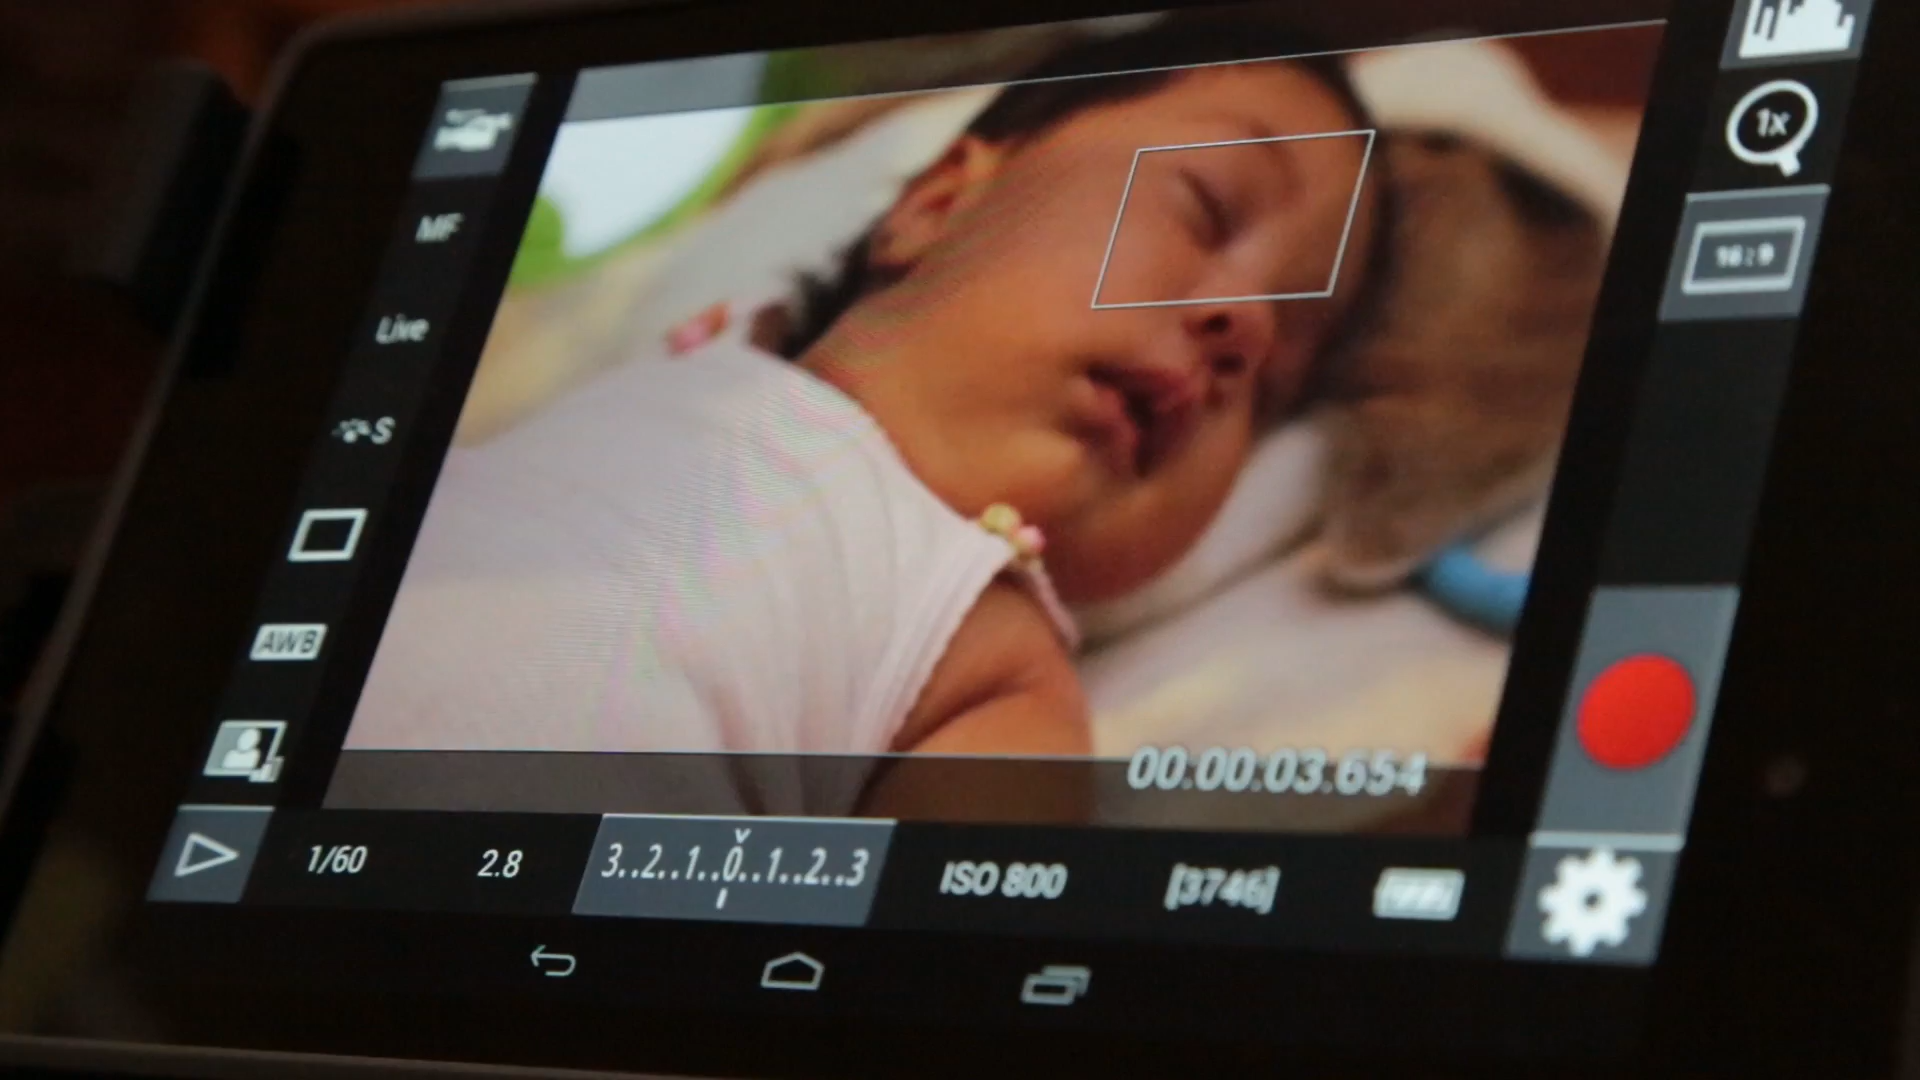 1x
MF
16:9
Live
S
AWB
00:00:03.654
1/60 2.8 3..2..1..0..1..2..3 ISO 800 [3746]